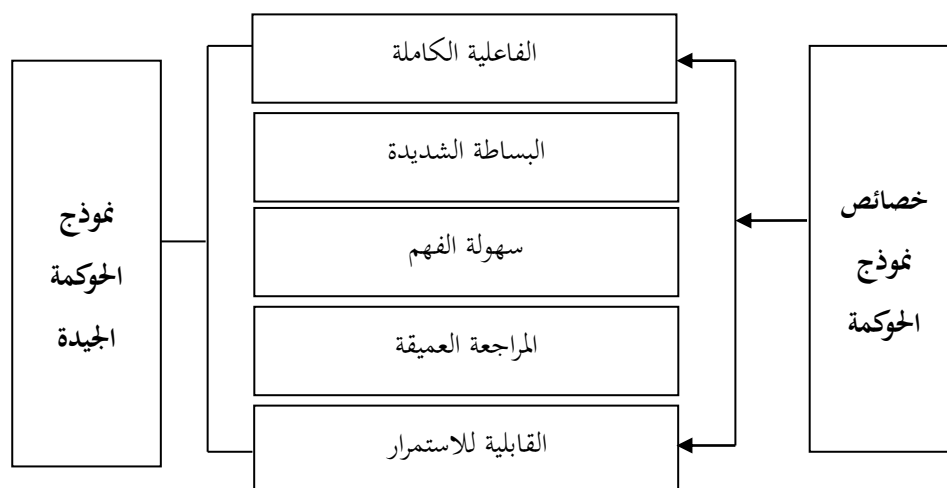 خصائص
نموذج
الحوكمة
الفاعلية الكاملة
البساطة الشديدة
سهولة الفهم
المراجعة العميقة
القابلية للاستمرار
نموذج
الحوكمة
الجيدة